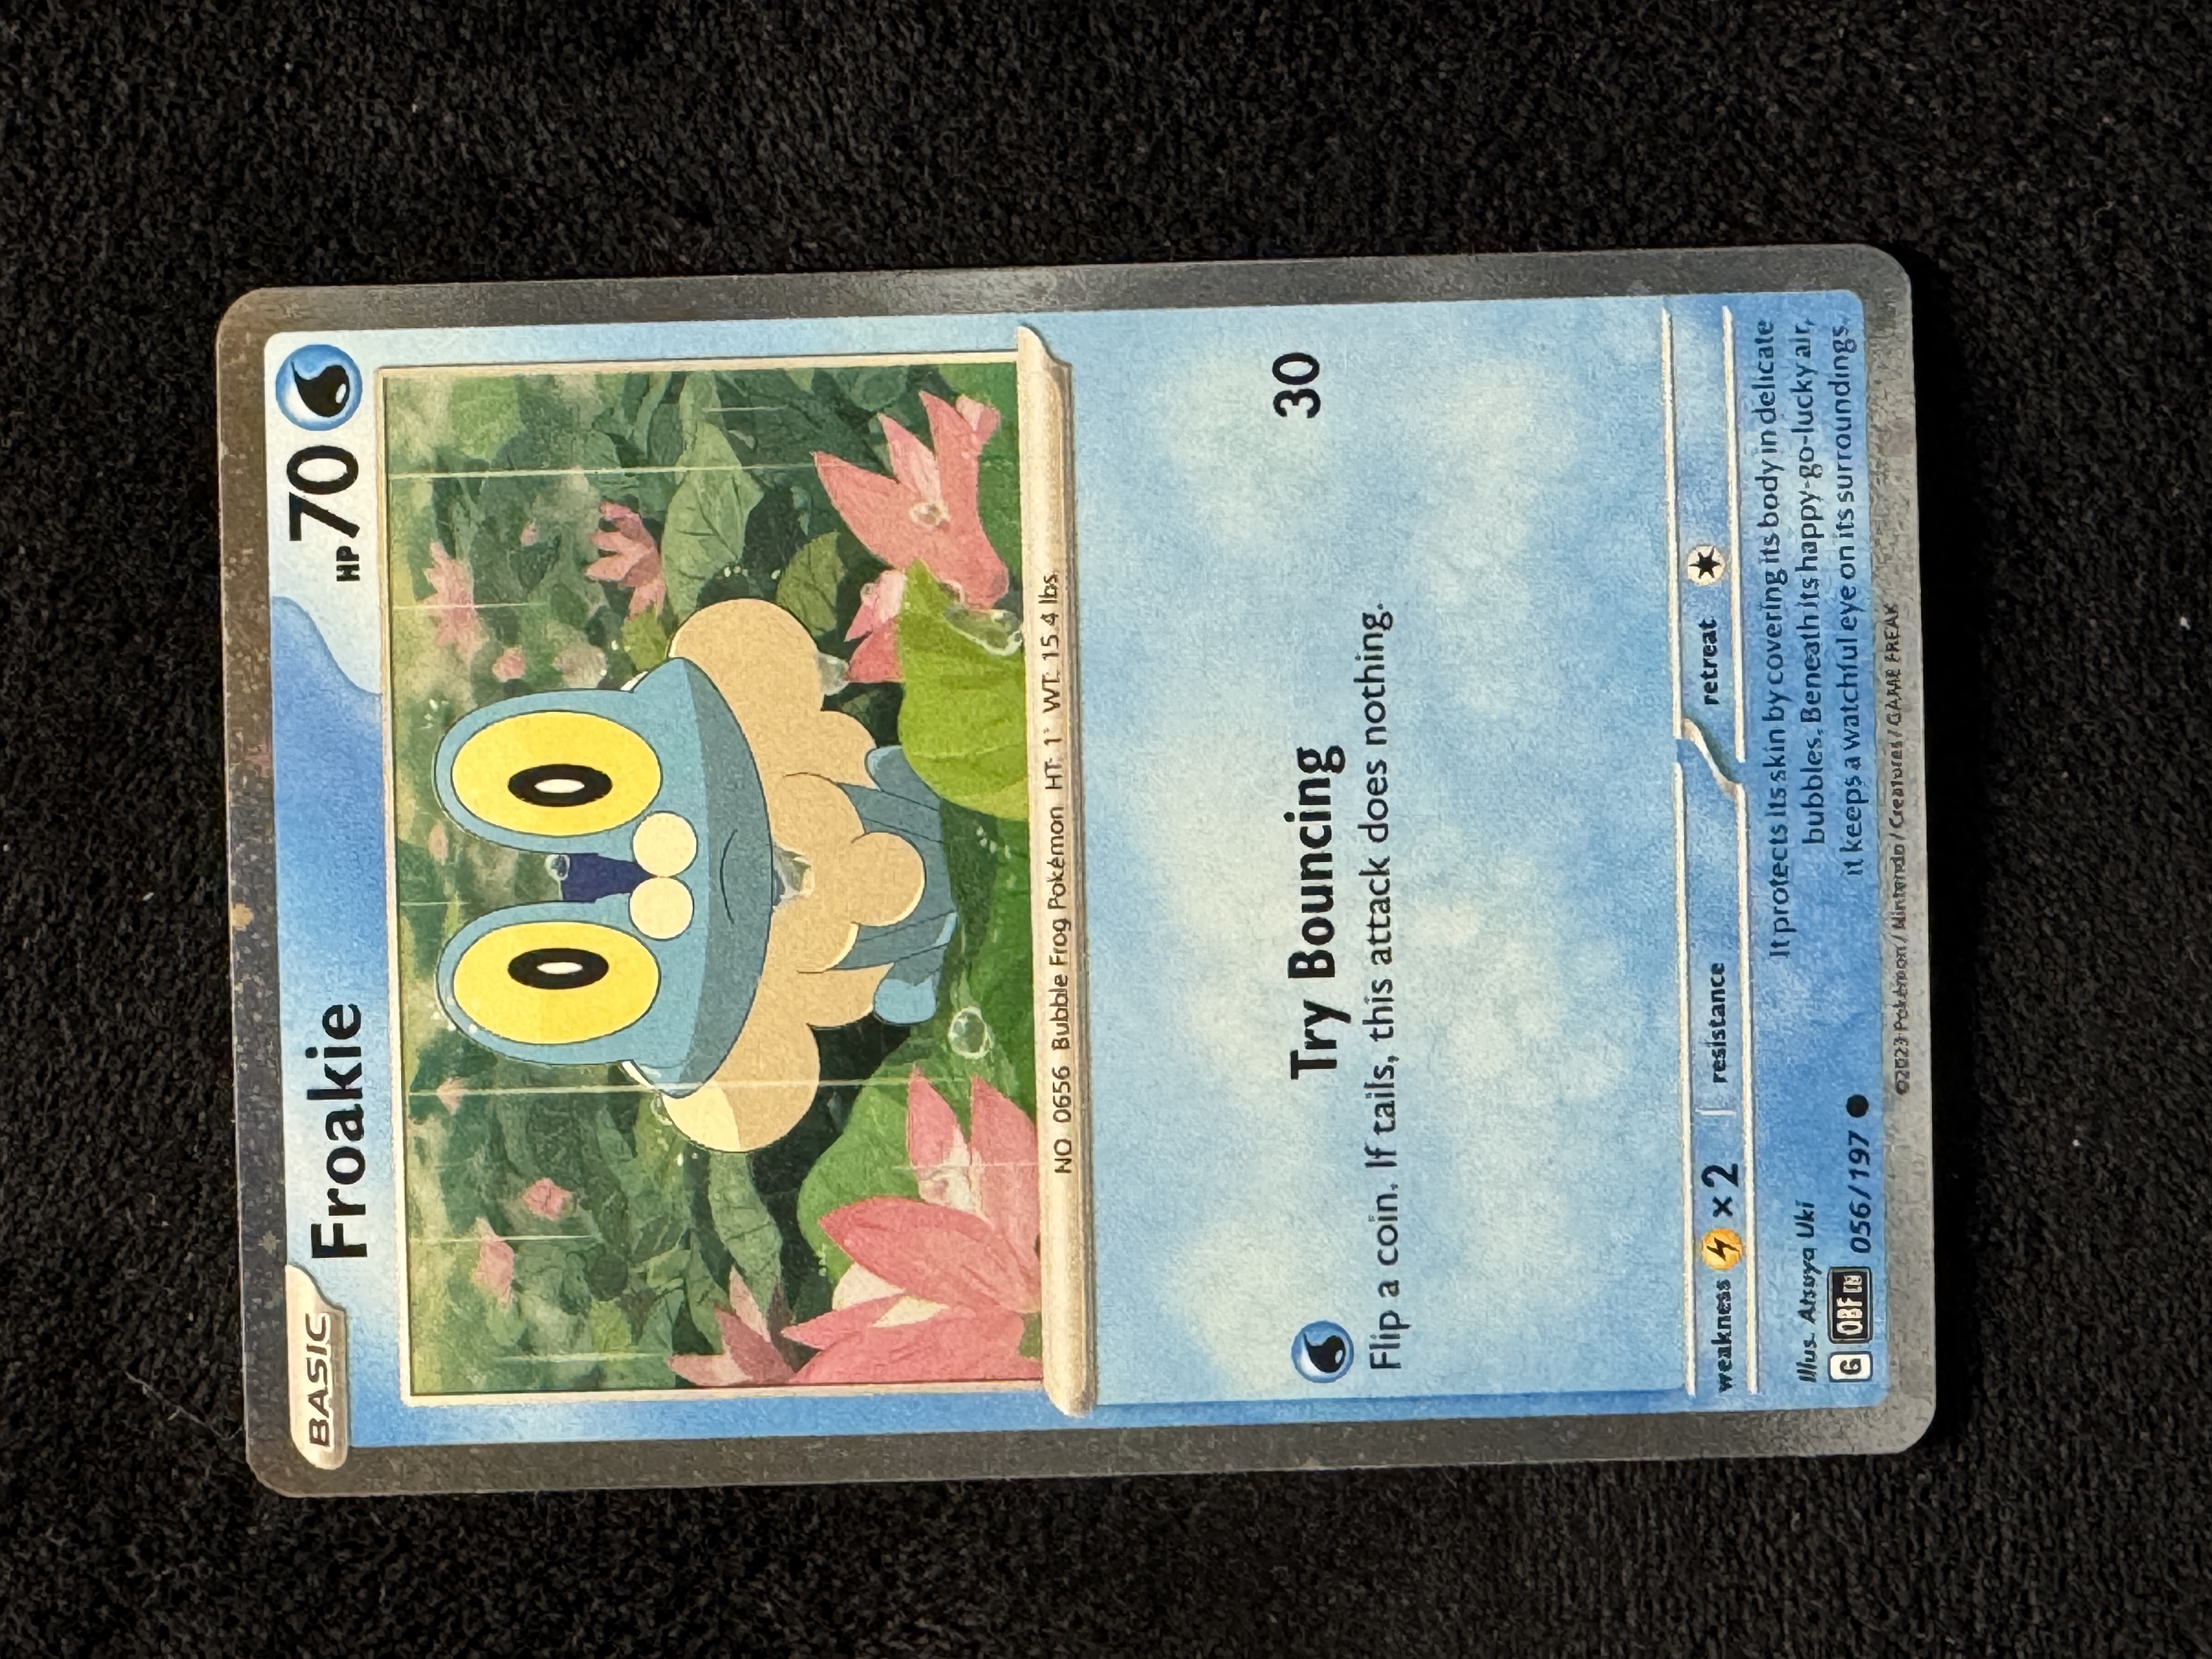 BASIC
Froakie
HP 70
NO. 0656 Bubble Frog Pokémon HT: 1' WT: 15.4 lbs.
Try Bouncing 30
Flip a coin. If tails, this attack does nothing.
weakness ×2 resistance retreat
Illus. Atsuya Uki
It protects its skin by covering its body in delicate
bubbles. Beneath its happy-go-lucky air,
it keeps a watchful eye on its surroundings.
G OBF EN 056/197
©2023 Pokémon / Nintendo / Creatures / GAME FREAK